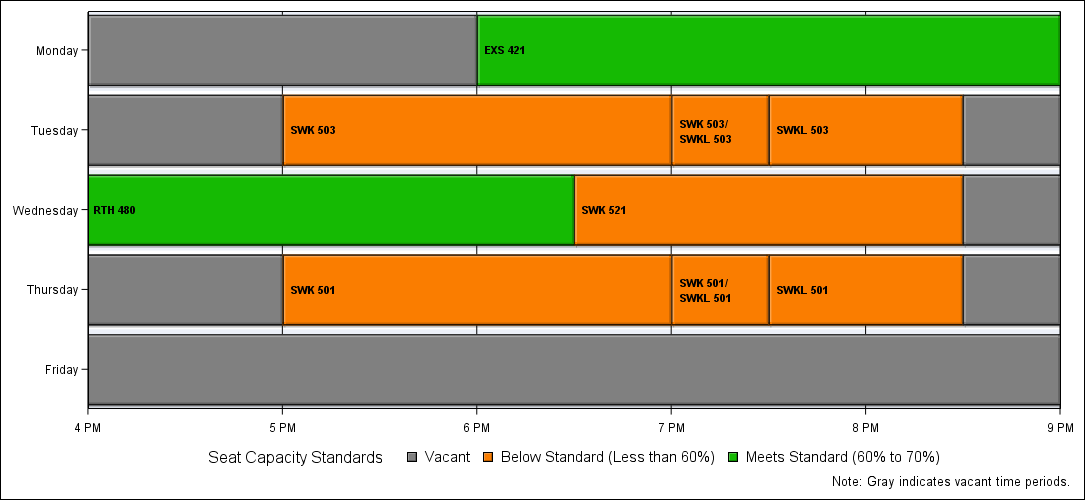 Monday
EXS 421
Tuesday
SWK 503
SWK 503/
SWKL 503
SWKL 503
Wednesday
RTH 480
SWK 521
Thursday
SWK 501
SWK 501/
SWKL 501
SWKL 501
Friday
4 PM 5 PM 6 PM 7 PM 8 PM 9 PM
Seat Capacity Standards Vacant Below Standard (Less than 60%) Meets Standard (60% to 70%)
Note: Gray indicates vacant time periods.